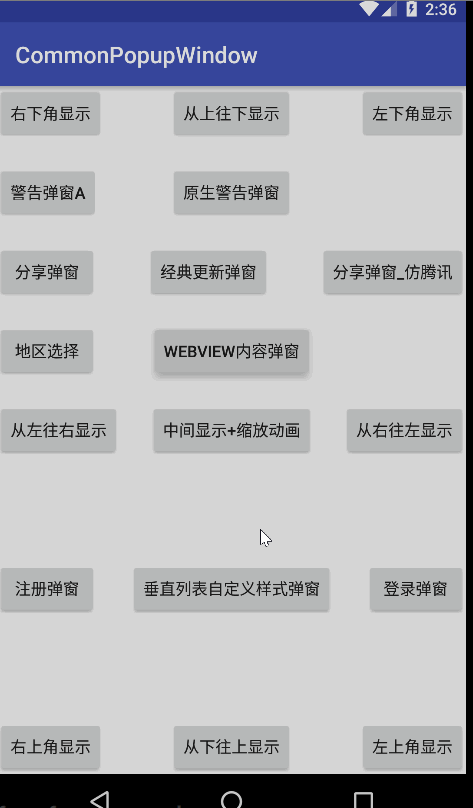 2:36
CommonPopupWindow
右下角显示 从上往下显示 左下角显示
警告弹窗A 原生警告弹窗
分享弹窗 经典更新弹窗 分享弹窗_仿腾讯
地区选择 WEBVIEW内容弹窗
从左往右显示 中间显示+缩放动画 从右往左显示
注册弹窗 垂直列表自定义样式弹窗 登录弹窗
右上角显示 从下往上显示 左上角显示